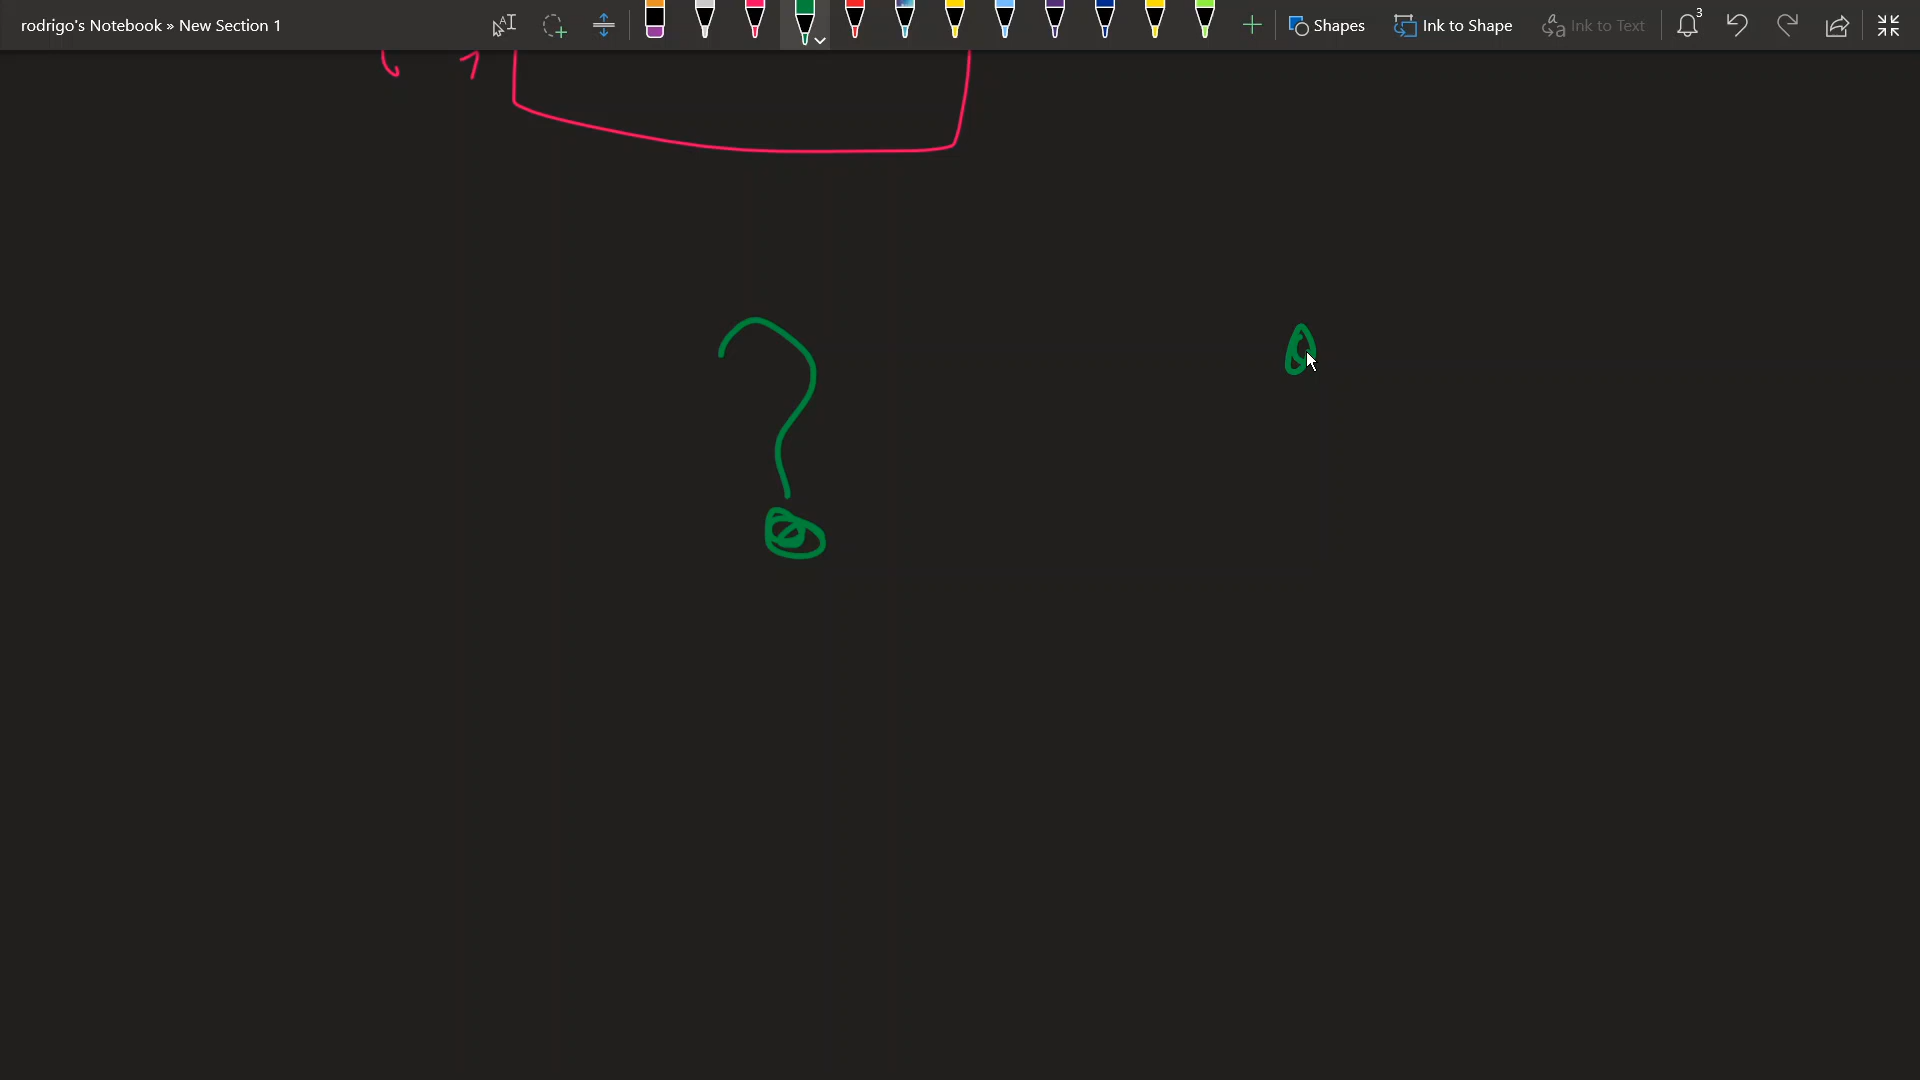 rodrigo's Notebook » New Section 1
Shapes
Ink to Shape
Ink to Text
3
?